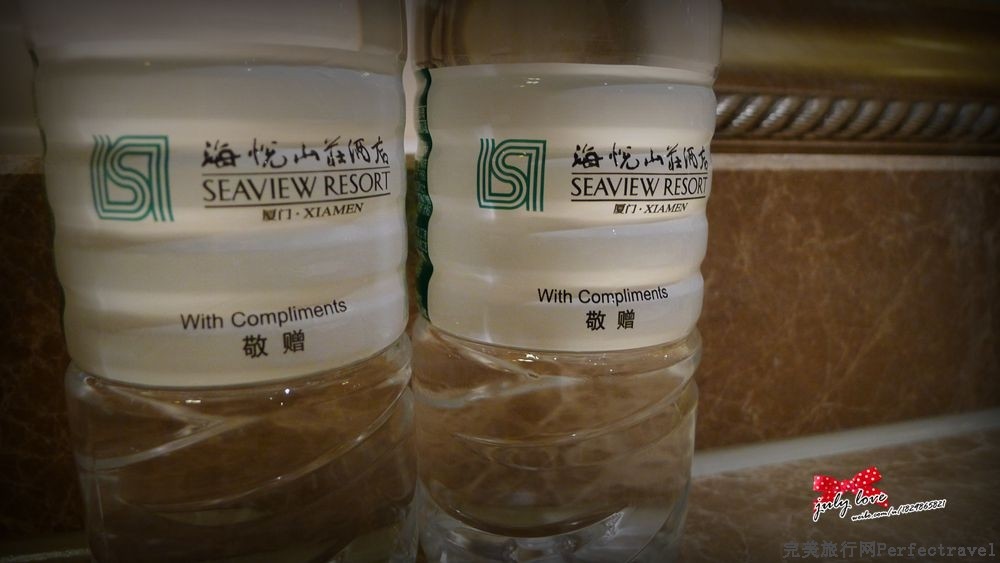 海悦山莊酒店
SEAVIEW RESORT
厦门·XIAMEN
With Compliments
敬赠
海悦山莊酒店
SEAVIEW RESORT
厦门·XIAMEN
With Compliments
敬赠
july love
完美旅行网Perfectravel